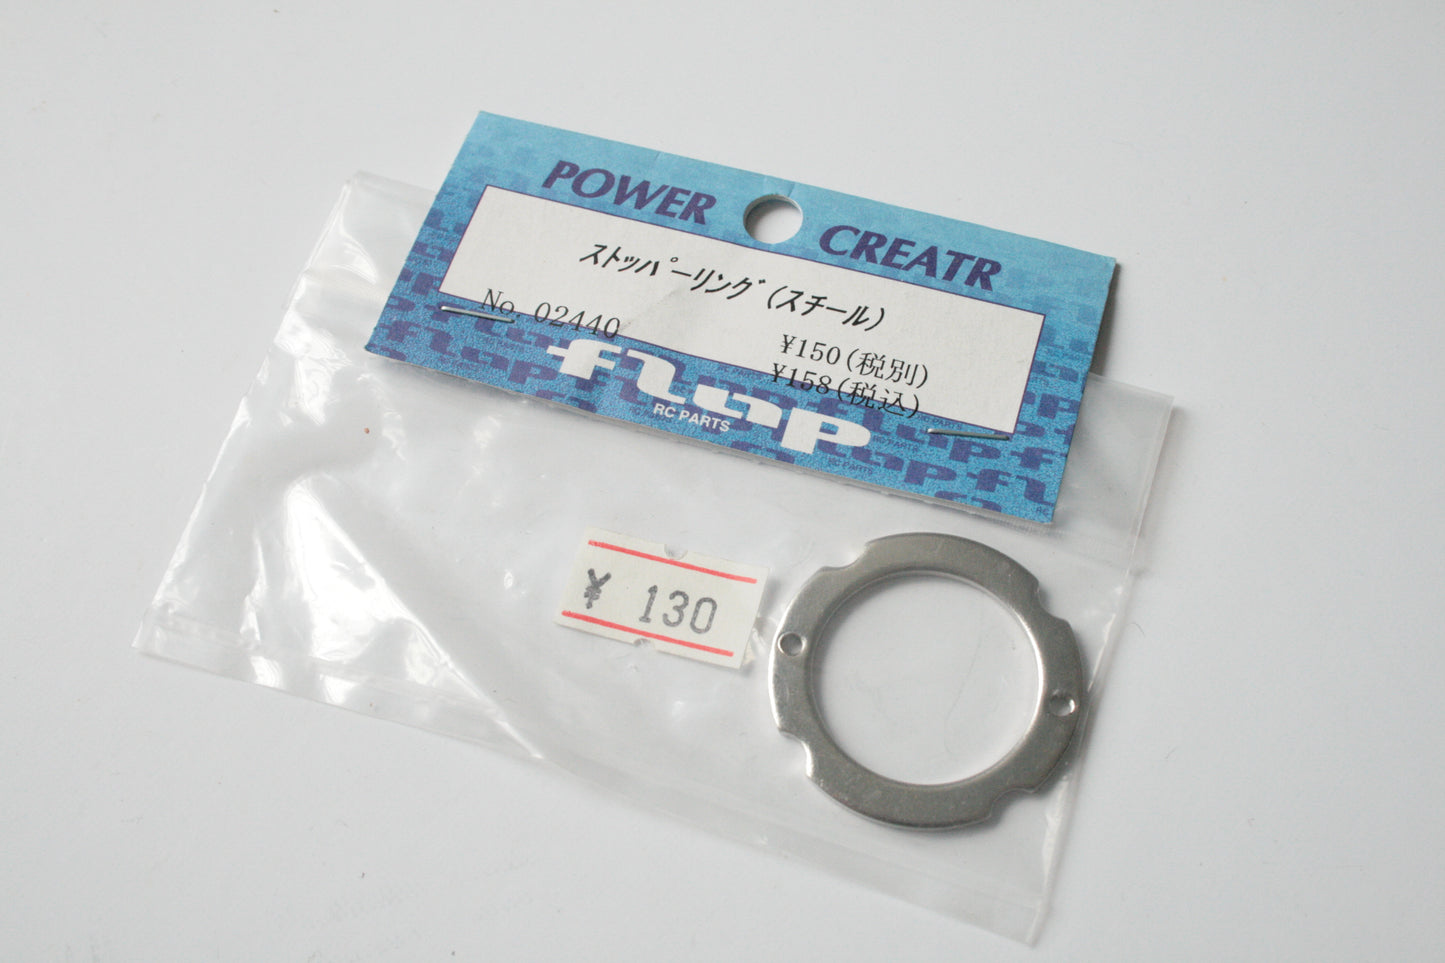 POWER CREATR
ストッパーリング(スチール)
No. 02440
¥150(税別)
¥158(税込)
flup
RC PARTS
¥ 130